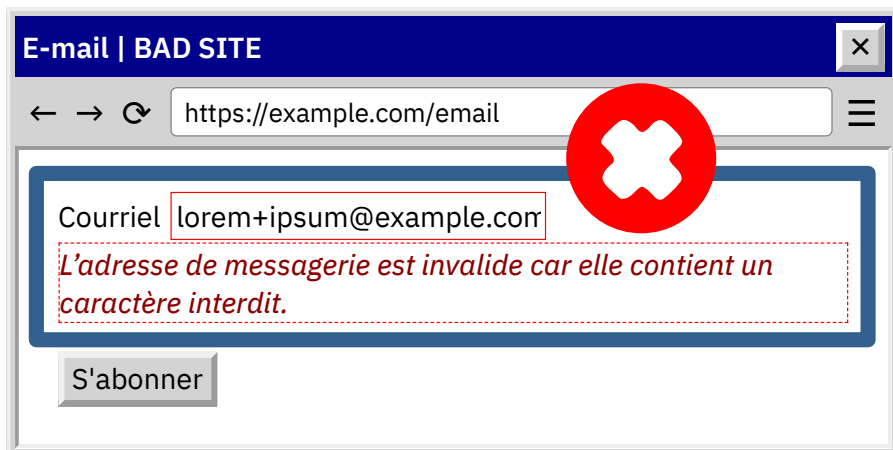 E-mail | BAD SITE
https://example.com/email
Courriel lorem+ipsum@example.com
L’adresse de messagerie est invalide car elle contient un
caractère interdit.
S'abonner